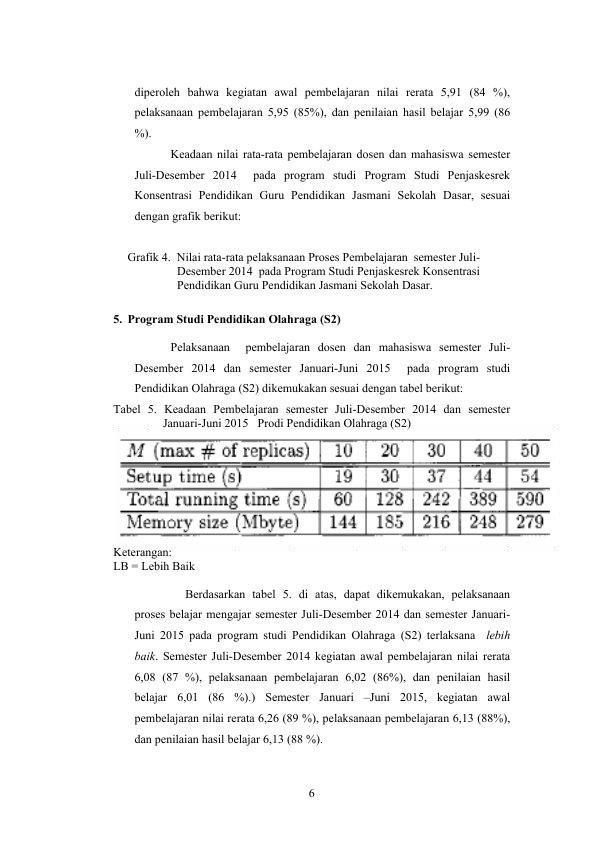 diperoleh bahwa kegiatan awal pembelajaran nilai rerata 5,91 (84 %),
pelaksanaan pembelajaran 5,95 (85%), dan penilaian hasil belajar 5,99 (86
%).
Keadaan nilai rata-rata pembelajaran dosen dan mahasiswa semester
Juli-Desember 2014 pada program studi Program Studi Penjaskesrek
Konsentrasi Pendidikan Guru Pendidikan Jasmani Sekolah Dasar, sesuai
dengan grafik berikut:
Grafik 4. Nilai rata-rata pelaksanaan Proses Pembelajaran semester Juli-
Desember 2014 pada Program Studi Penjaskesrek Konsentrasi
Pendidikan Guru Pendidikan Jasmani Sekolah Dasar.
5. Program Studi Pendidikan Olahraga (S2)
Pelaksanaan pembelajaran dosen dan mahasiswa semester Juli-
Desember 2014 dan semester Januari-Juni 2015 pada program studi
Pendidikan Olahraga (S2) dikemukakan sesuai dengan tabel berikut:
Tabel 5. Keadaan Pembelajaran semester Juli-Desember 2014 dan semester
Januari-Juni 2015 Prodi Pendidikan Olahraga (S2)
M (max # of replicas) 10 20 30 40 50
Setup time (s) 19 30 37 44 54
Total running time (s) 60 128 242 389 590
Memory size (Mbyte) 144 185 216 248 279
Keterangan:
LB = Lebih Baik
Berdasarkan tabel 5. di atas, dapat dikemukakan, pelaksanaan
proses belajar mengajar semester Juli-Desember 2014 dan semester Januari-
Juni 2015 pada program studi Pendidikan Olahraga (S2) terlaksana lebih
baik. Semester Juli-Desember 2014 kegiatan awal pembelajaran nilai rerata
6,08 (87 %), pelaksanaan pembelajaran 6,02 (86%), dan penilaian hasil
belajar 6,01 (86 %).) Semester Januari –Juni 2015, kegiatan awal
pembelajaran nilai rerata 6,26 (89 %), pelaksanaan pembelajaran 6,13 (88%),
dan penilaian hasil belajar 6,13 (88 %).
6